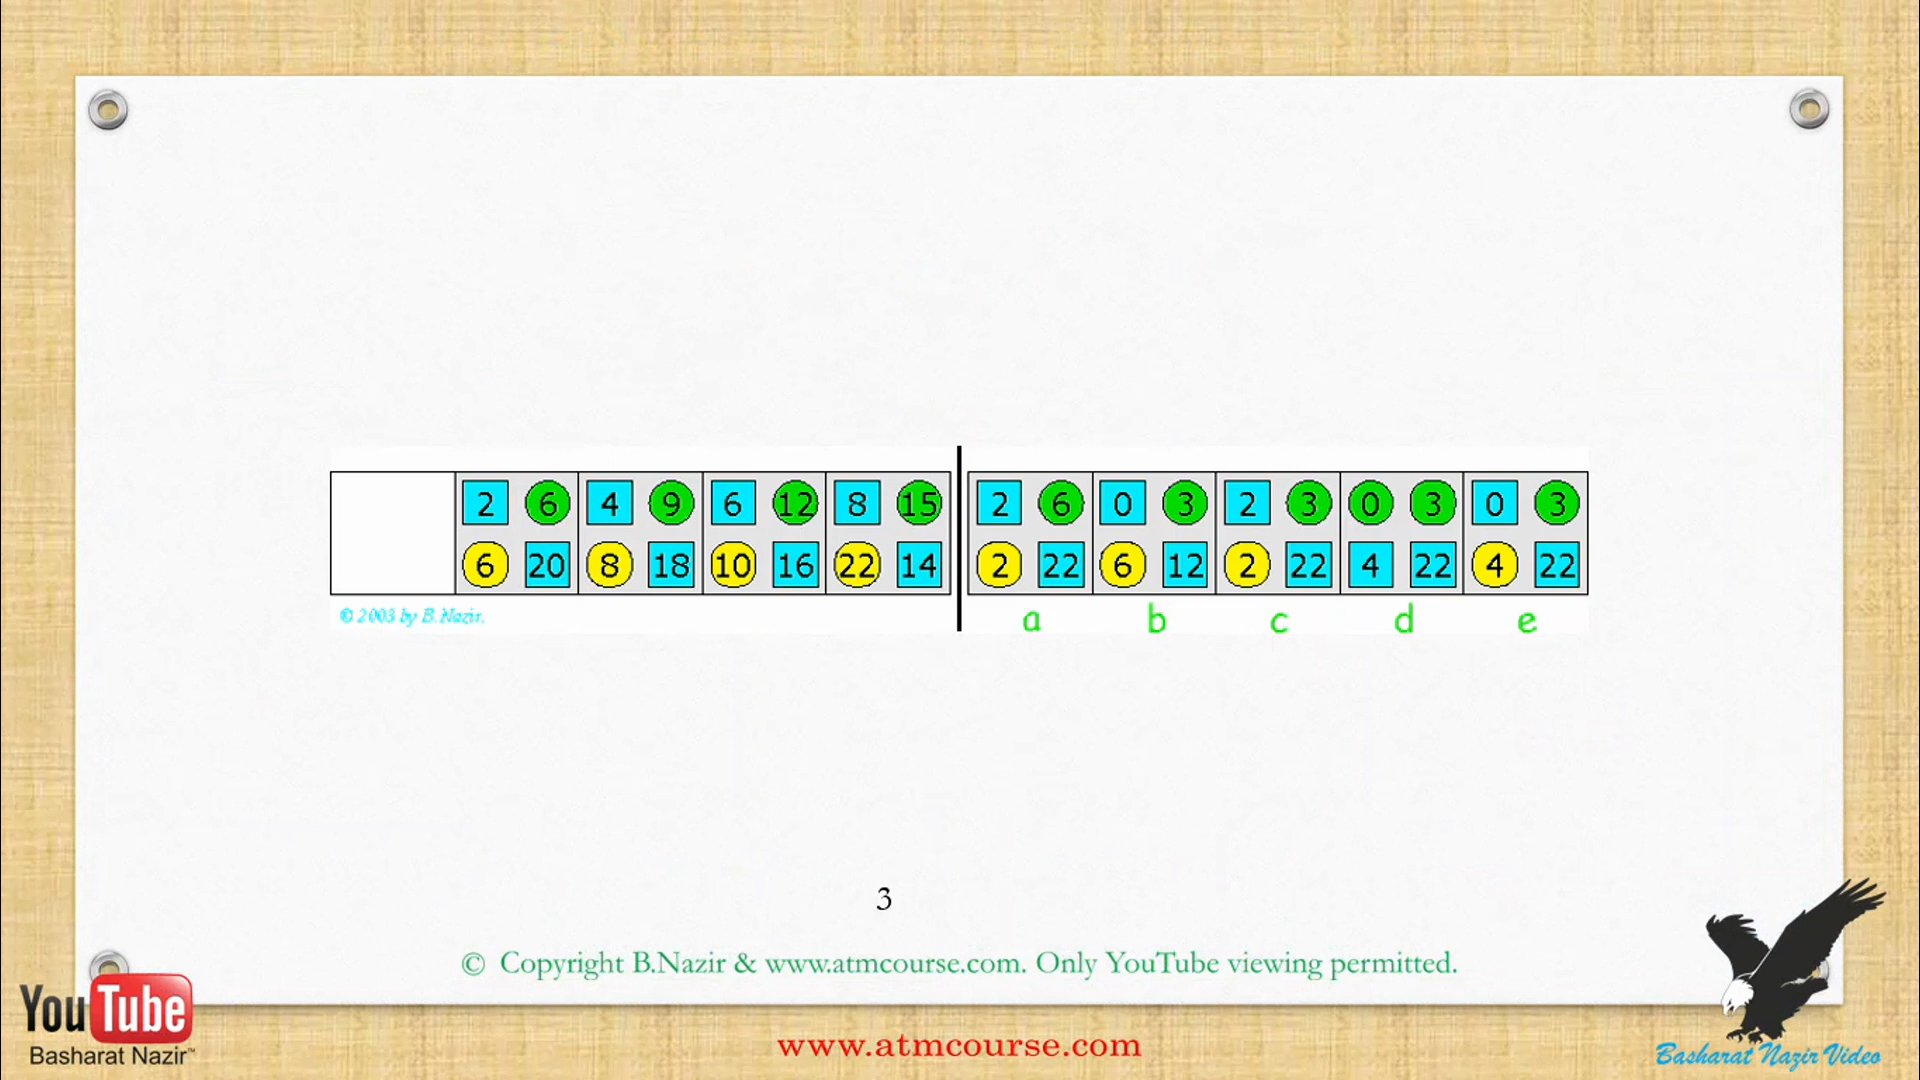 2 6 4 9 6 12 8 15 2 6 0 3 2 3 0 3 0 3
6 20 8 18 10 16 22 14 2 22 6 12 2 22 4 22 4 22
© 2003 by B.Nazir.
a b c d e
3
© Copyright B.Nazir & www.atmcourse.com. Only YouTube viewing permitted.
YouTube
Basharat Nazir™
www.atmcourse.com
Basharat Nazir Video